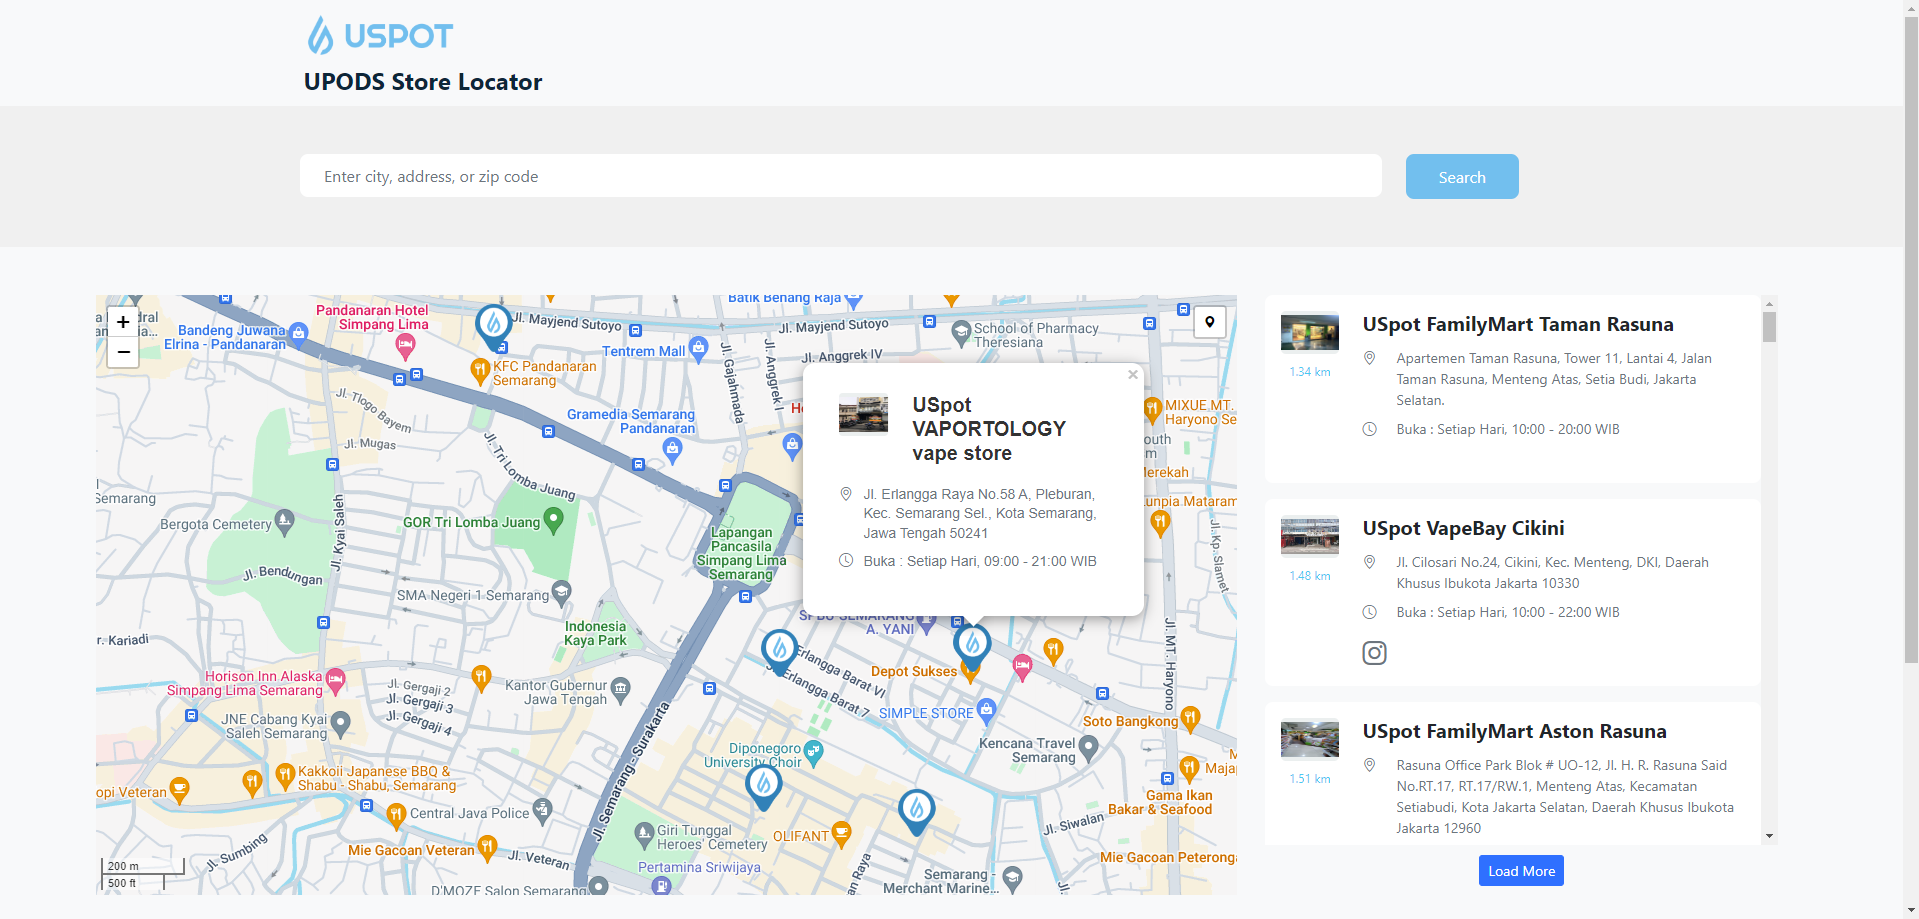 USPOT
UPODS Store Locator
Enter city, address, or zip code
Search
+
−
Pandanaran Hotel
Simpang Lima
Bandeng Juwana
Elrina - Pandanaran
Jl. Mayjend Sutoyo
Batik Benang Raja
Jl. Mayjend Sutoyo
School of Pharmacy
Theresiana
Tentrem Mall
Jl. Anggrek IV
Jl. Gajahmada
Jl. Anggrek I
KFC Pandanaran
Semarang
Jl. Tlogo Bayem
Jl. Mugas
Gramedia Semarang
Pandanaran
MIXUE MT.
Haryono Se
Jl. Tri Lomba Juang
Semarang
Jl. Kyai Saleh
Bergota Cemetery
GOR Tri Lomba Juang
Lapangan
Pancasila
Simpang Lima
Semarang
Merekah
Lunpia Mataram
Jl. Kp. Slamet
Jl. Bendungan
SMA Negeri 1 Semarang
Indonesia
Kaya Park
r. Kariadi
USpot
VAPORTOLOGY
vape store
Jl. Erlangga Raya No.58 A, Pleburan,
Kec. Semarang Sel., Kota Semarang,
Jawa Tengah 50241
Buka : Setiap Hari, 09:00 - 21:00 WIB
×
SPBU SEMARANG
A. YANI
Erlangga Barat VI
Jl. Erlangga Barat 7
Depot Sukses
Jl. MT. Haryono
Horison Inn Alaska
Simpang Lima Semarang
Jl. Gergaji 2
Jl. Gergaji 3
Jl. Gergaji 4
Kantor Gubernur
Jawa Tengah
SIMPLE STORE
Soto Bangkong
JNE Cabang Kyai
Saleh Semarang
Jl. Semarang - Surakarta
Diponegoro
University Choir
Kencana Travel
Semarang
Maja
Kakkoii Japanese BBQ &
Shabu - Shabu, Semarang
opi Veteran
Central Java Police
Gama Ikan
Bakar & Seafood
Giri Tunggal
Heroes' Cemetery
OLIFANT
Jl. Siwalan
Mie Gacoan Veteran
Jl. Veteran
Jl. Sumbing
Pertamina Sriwijaya
Mie Gacoan Peterong
D'MOZE Salon Semarang
Semarang -
Merchant Marine...
200 m
500 ft
USpot FamilyMart Taman Rasuna
1.34 km
Apartemen Taman Rasuna, Tower 11, Lantai 4, Jalan
Taman Rasuna, Menteng Atas, Setia Budi, Jakarta
Selatan.
Buka : Setiap Hari, 10:00 - 20:00 WIB
USpot VapeBay Cikini
1.48 km
Jl. Cilosari No.24, Cikini, Kec. Menteng, DKI, Daerah
Khusus Ibukota Jakarta 10330
Buka : Setiap Hari, 10:00 - 22:00 WIB
USpot FamilyMart Aston Rasuna
1.51 km
Rasuna Office Park Blok # UO-12, Jl. H. R. Rasuna Said
No.RT.17, RT.17/RW.1, Menteng Atas, Kecamatan
Setiabudi, Kota Jakarta Selatan, Daerah Khusus Ibukota
Jakarta 12960
Load More